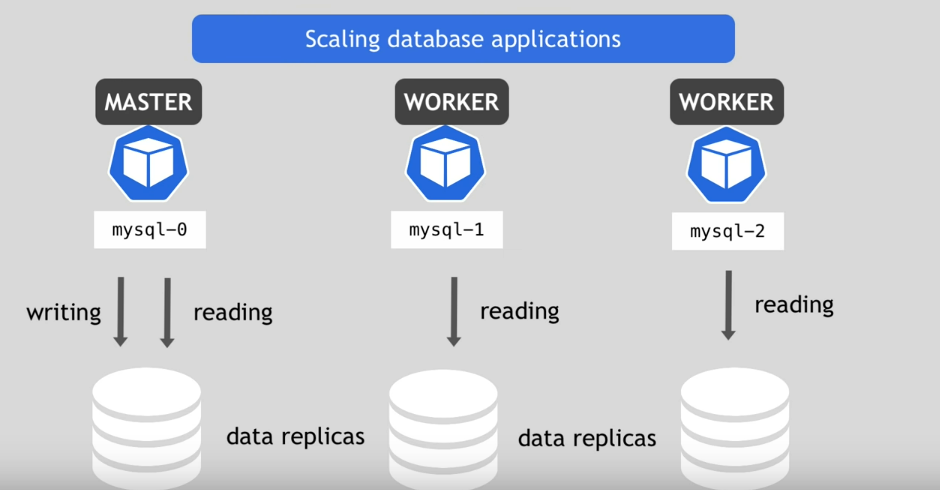 Scaling database applications
MASTER
WORKER
WORKER
mysql-0
mysql-1
mysql-2
writing
reading
reading
reading
data replicas
data replicas